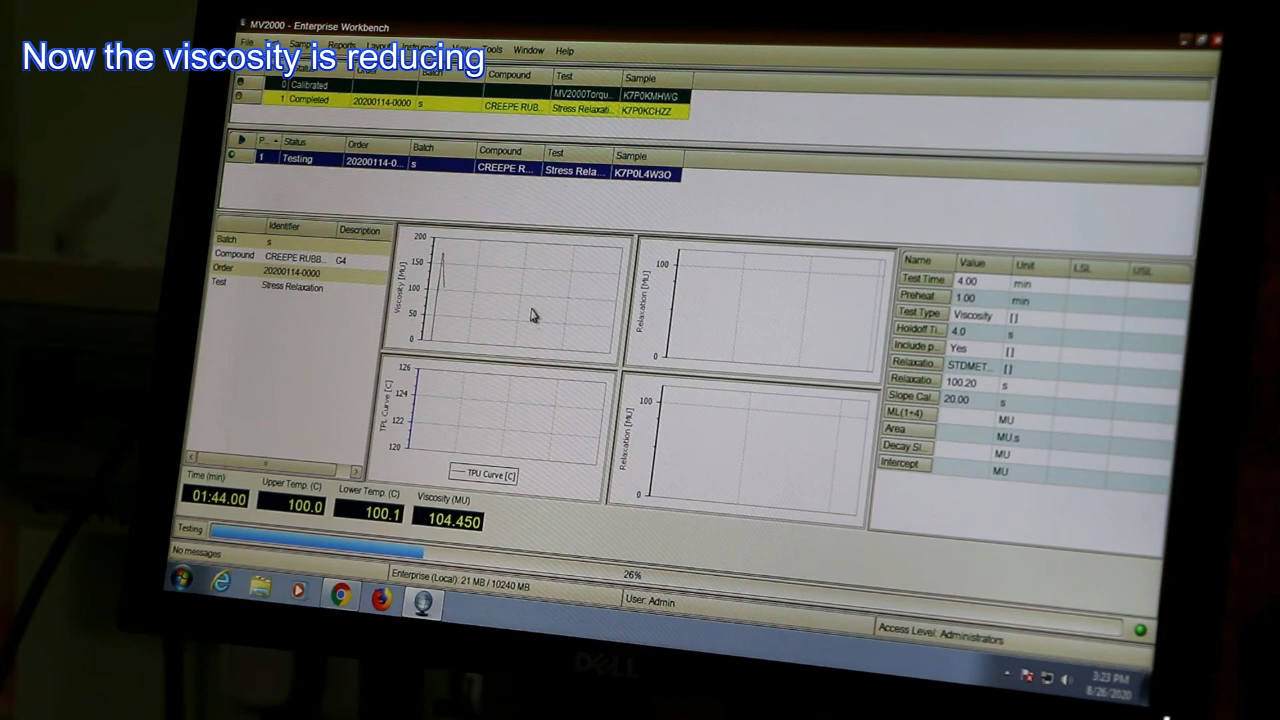 MV2000 - Enterprise Workbench
Now the viscosity is reducing
File Reports Tools Window Help
Compound Test Sample
0 Calibrated MV2000Torqu... K7P0KMHWG
1 Completed 20200114-0000 s CREEPE RUB... Stress Relaxati... K7P0KCHZZ
P... Status Order Batch Compound Test Sample
1 Testing 20200114-0... s CREEPE R... Stress Rela... K7P0L4W3O
Identifier Description
Batch s
Compound CREEPE RUBB... G4
Order 20200114-0000
Test Stress Relaxation
Viscosity [MU]
200
150
100
50
0
Relaxation [MU]
100
0
TPL Curve [C]
126
124
122
120
TPU Curve [C]
Relaxation [MU]
100
0
Name Value Unit LSL USL
Test Time 4.00 min
Preheat 1.00 min
Test Type Viscosity []
Holdoff Ti... 4.0 s
Include p... Yes []
Relaxatio... STDMET... []
Relaxatio... 100.20 s
Slope Cal... 20.00 s
ML(1+4) MU
Area MU.s
Decay Sl... MU
Intercept MU
Time (min) Upper Temp. (C) Lower Temp. (C) Viscosity (MU)
01:44.00 100.0 100.1 104.450
Testing
26%
No messages
Enterprise (Local): 21 MB / 10240 MB
User: Admin
Access Level: Administrators
3:23 PM
8/26/2020
DELL